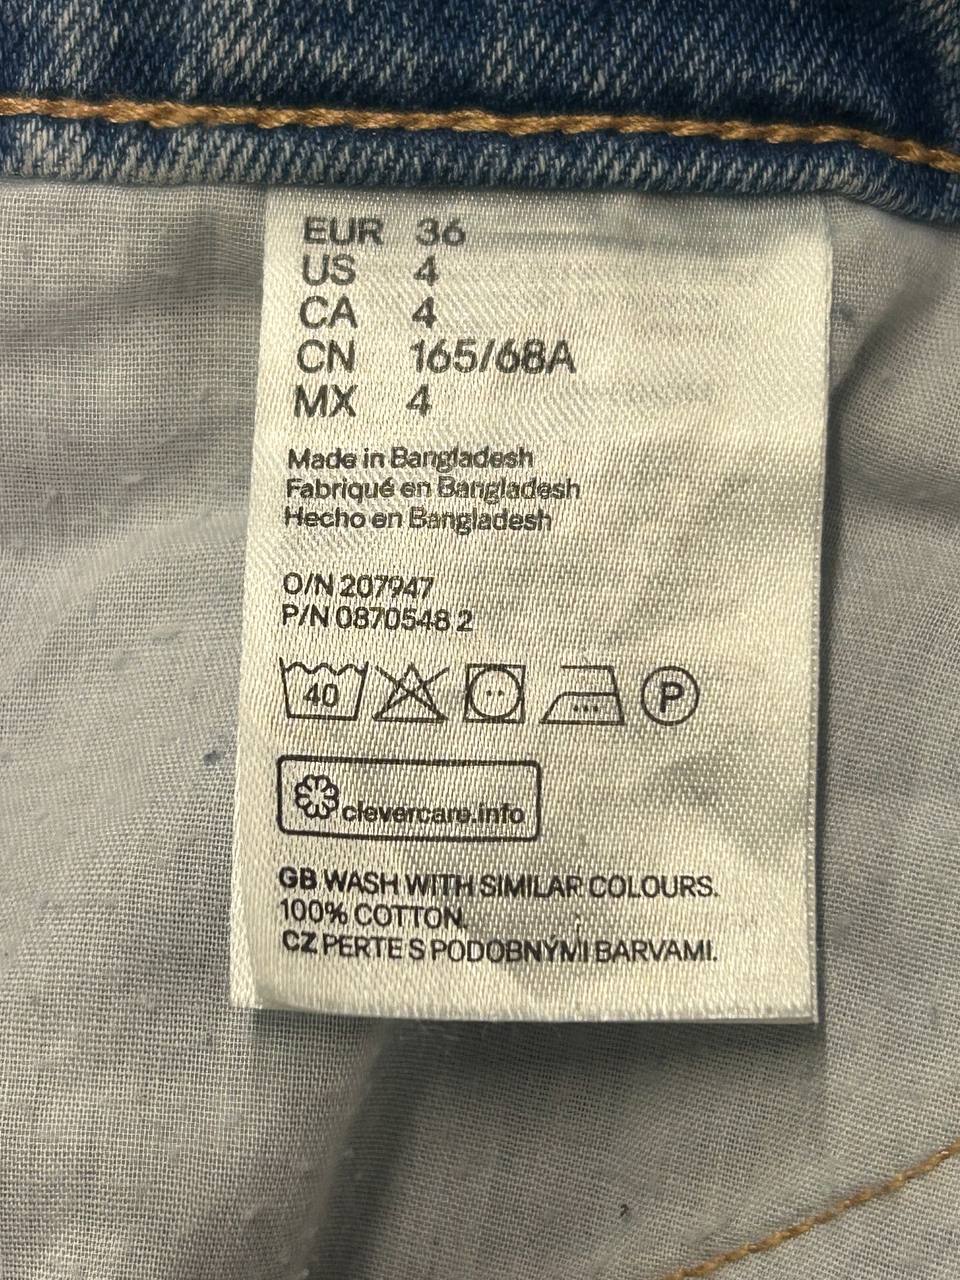 EUR 36
US 4
CA 4
CN 165/68A
MX 4
Made in Bangladesh
Fabriqué en Bangladesh
Hecho en Bangladesh
O/N 207947
P/N 0870548 2
40 P
clevercare.info
GB WASH WITH SIMILAR COLOURS.
100% COTTON.
CZ PERTE S PODOBNÝMI BARVAMI.